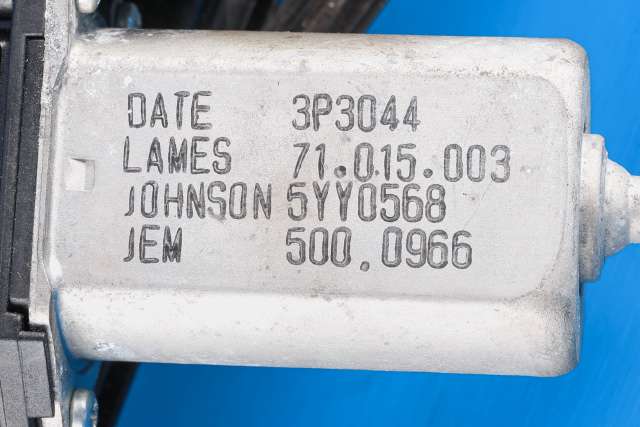 DATE 3P3044
LAMES 71.015.003
JOHNSON 5YY0568
JEM 500.0966